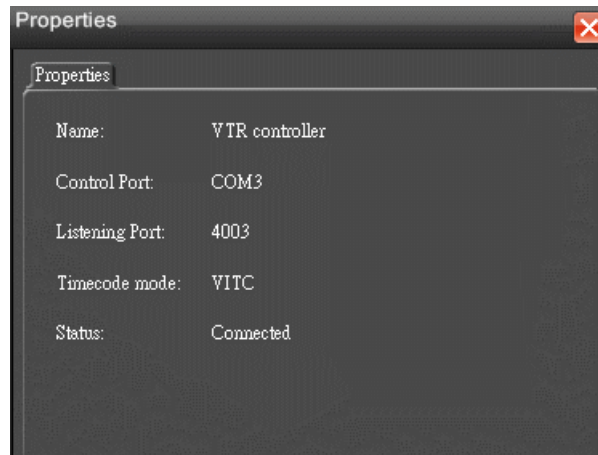 Properties
Properties
Name: VTR controller
Control Port: COM3
Listening Port: 4003
Timecode mode: VITC
Status: Connected